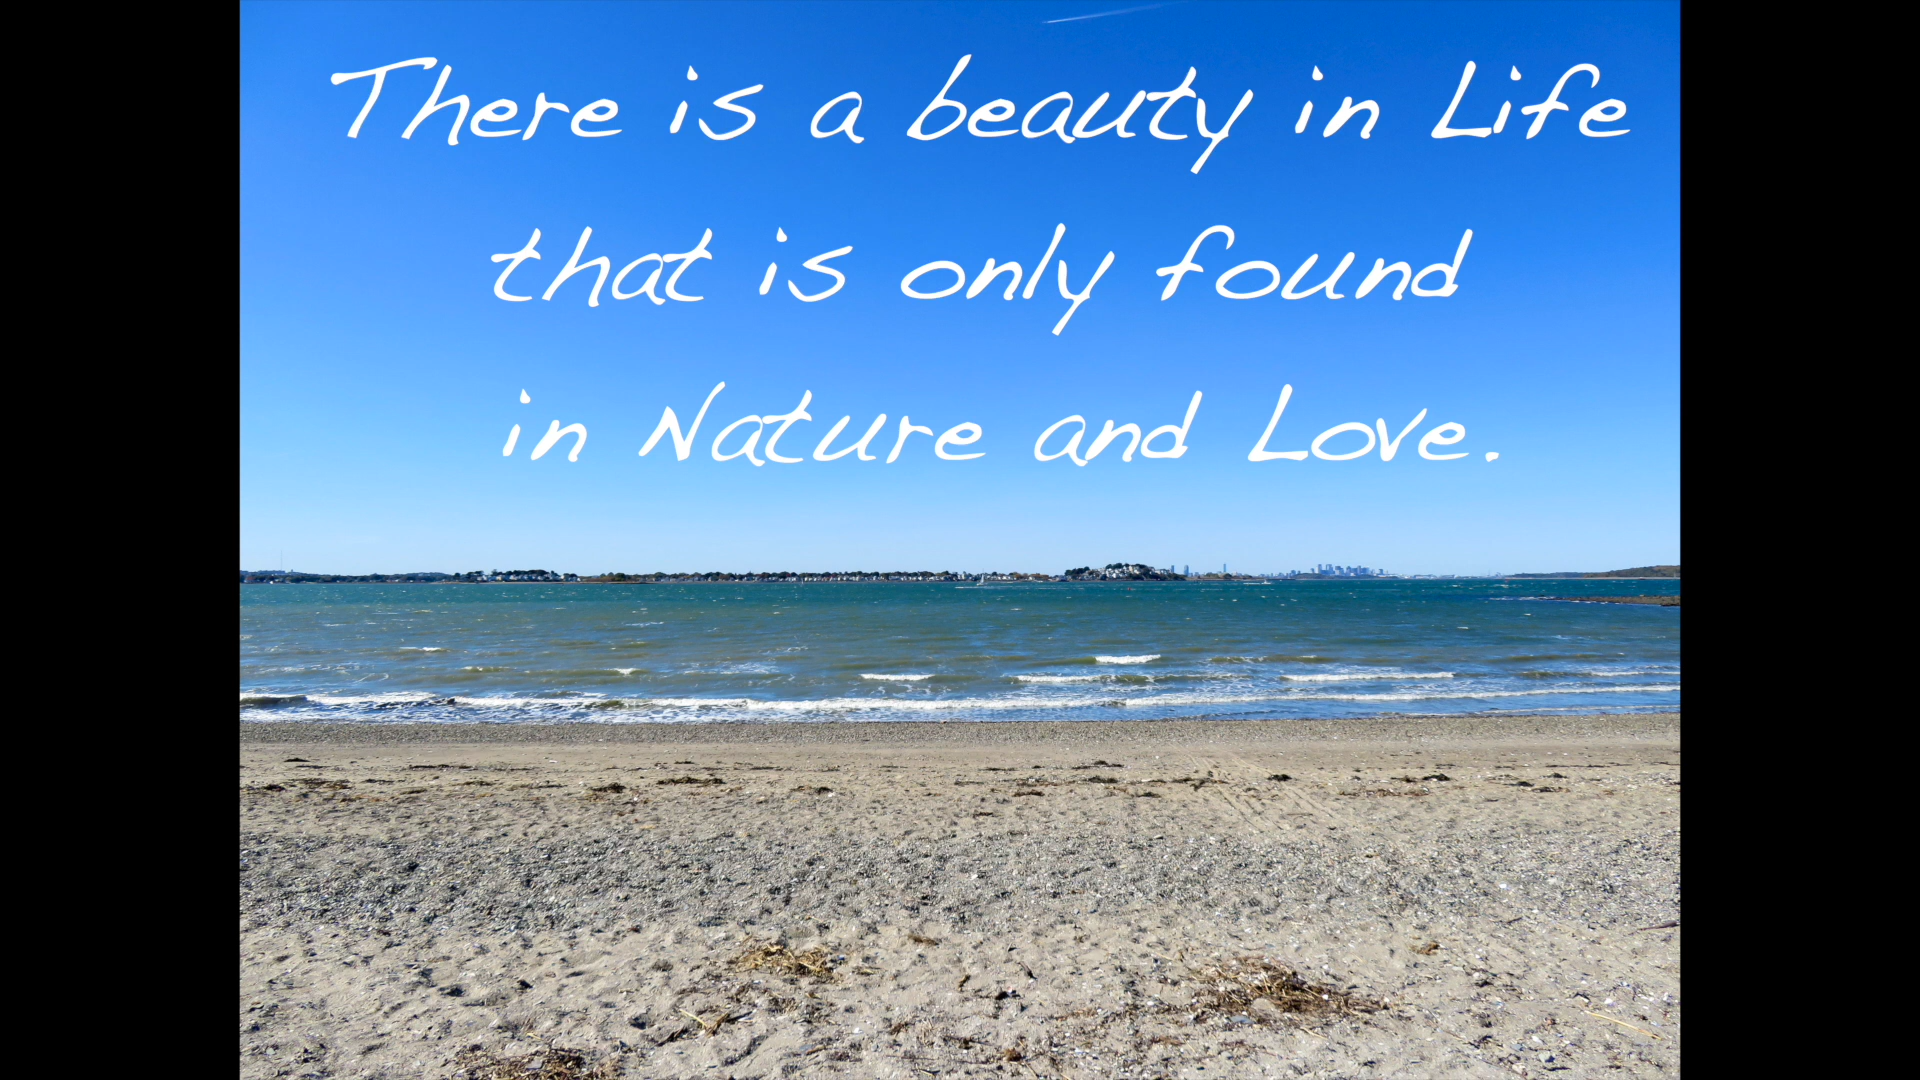 There is a beauty in Life
that is only found
in Nature and Love.